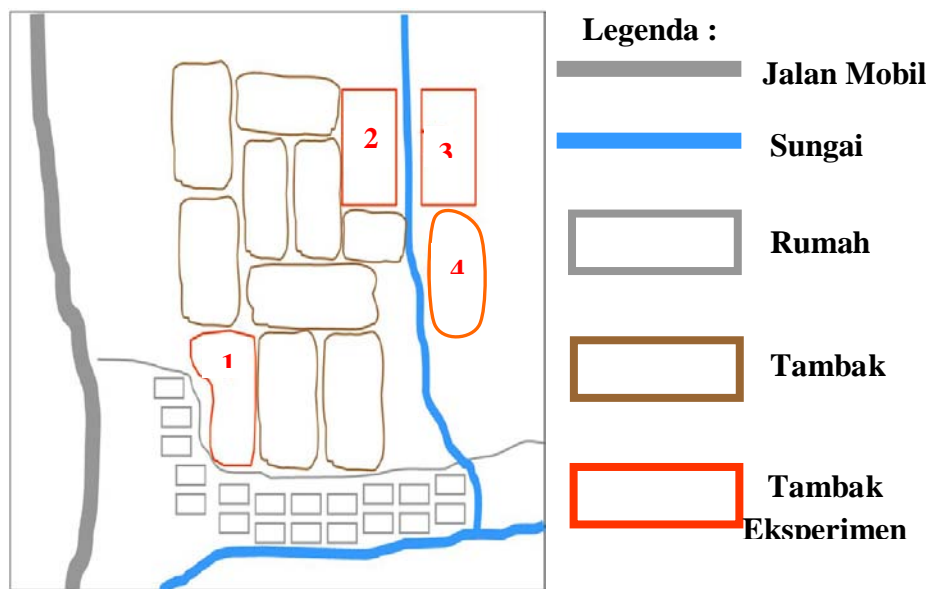 Legenda :
Jalan Mobil
Sungai
Rumah
Tambak
Tambak
Eksperimen
2
3
4
1